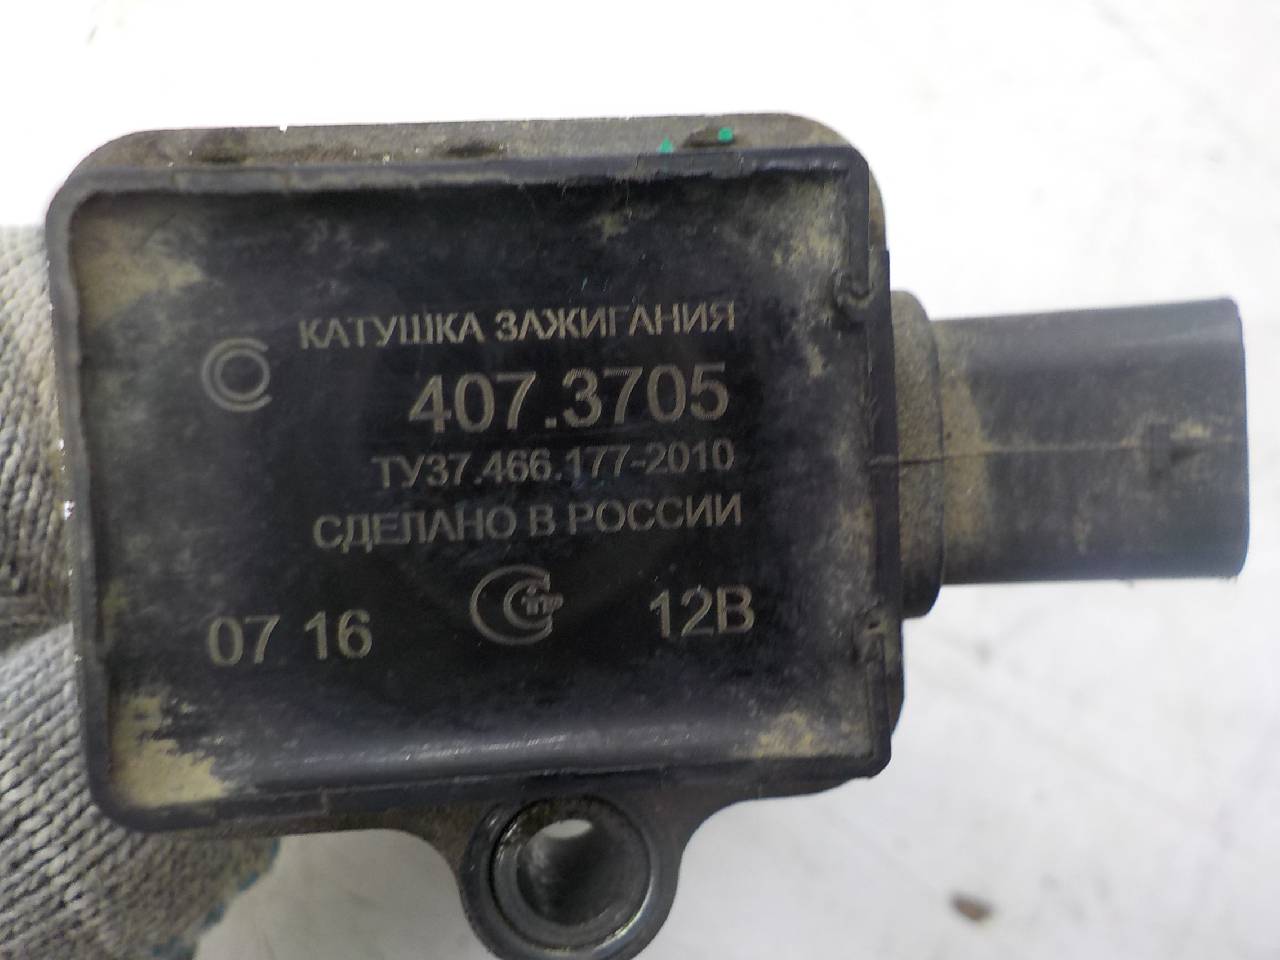 КАТУШКА ЗАЖИГАНИЯ
407.3705
ТУ37.466.177-2010
СДЕЛАНО В РОССИИ
07 16 12В